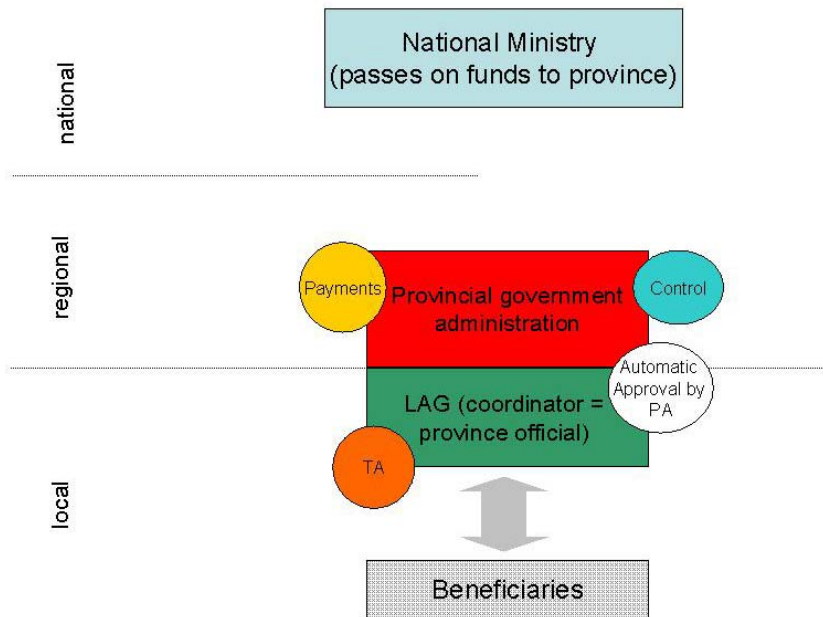 National Ministry
(passes on funds to province)
national
regional
Payments
Provincial government
administration
Control
Automatic
Approval by
PA
LAG (coordinator =
province official)
TA
local
Beneficiaries